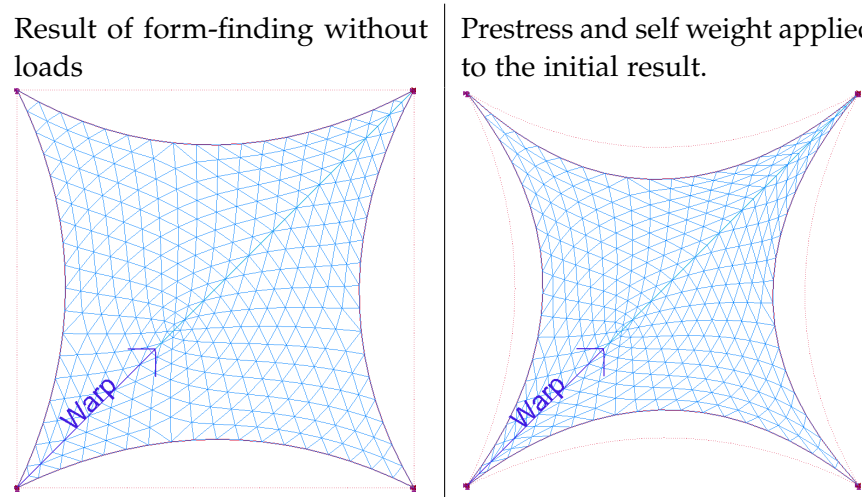 Result of form-finding without
loads
Prestress and self weight applied
to the initial result.
Warp
Warp